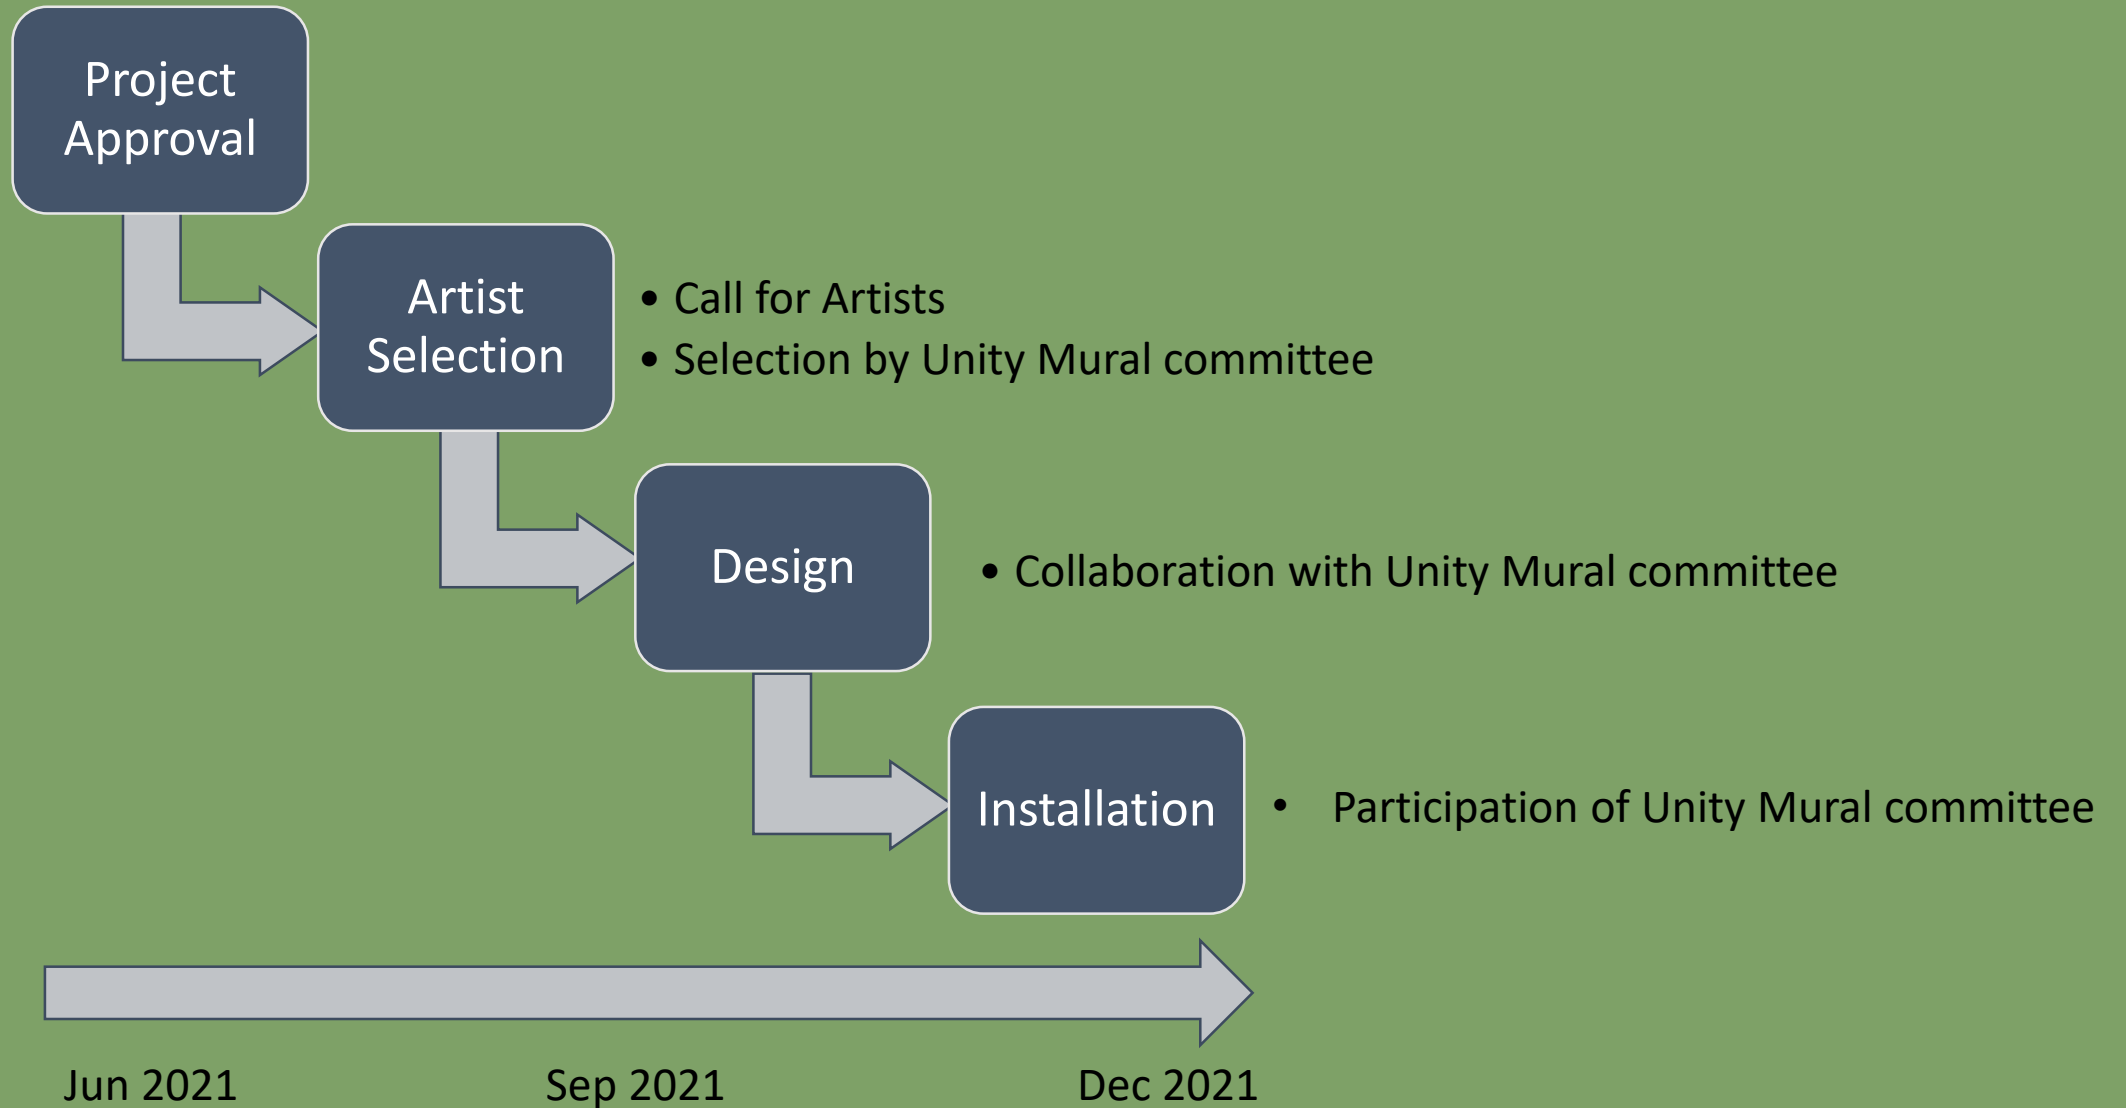 Project
Approval
Artist
Selection
• Call for Artists
• Selection by Unity Mural committee
Design
• Collaboration with Unity Mural committee
Installation
• Participation of Unity Mural committee
Jun 2021
Sep 2021
Dec 2021